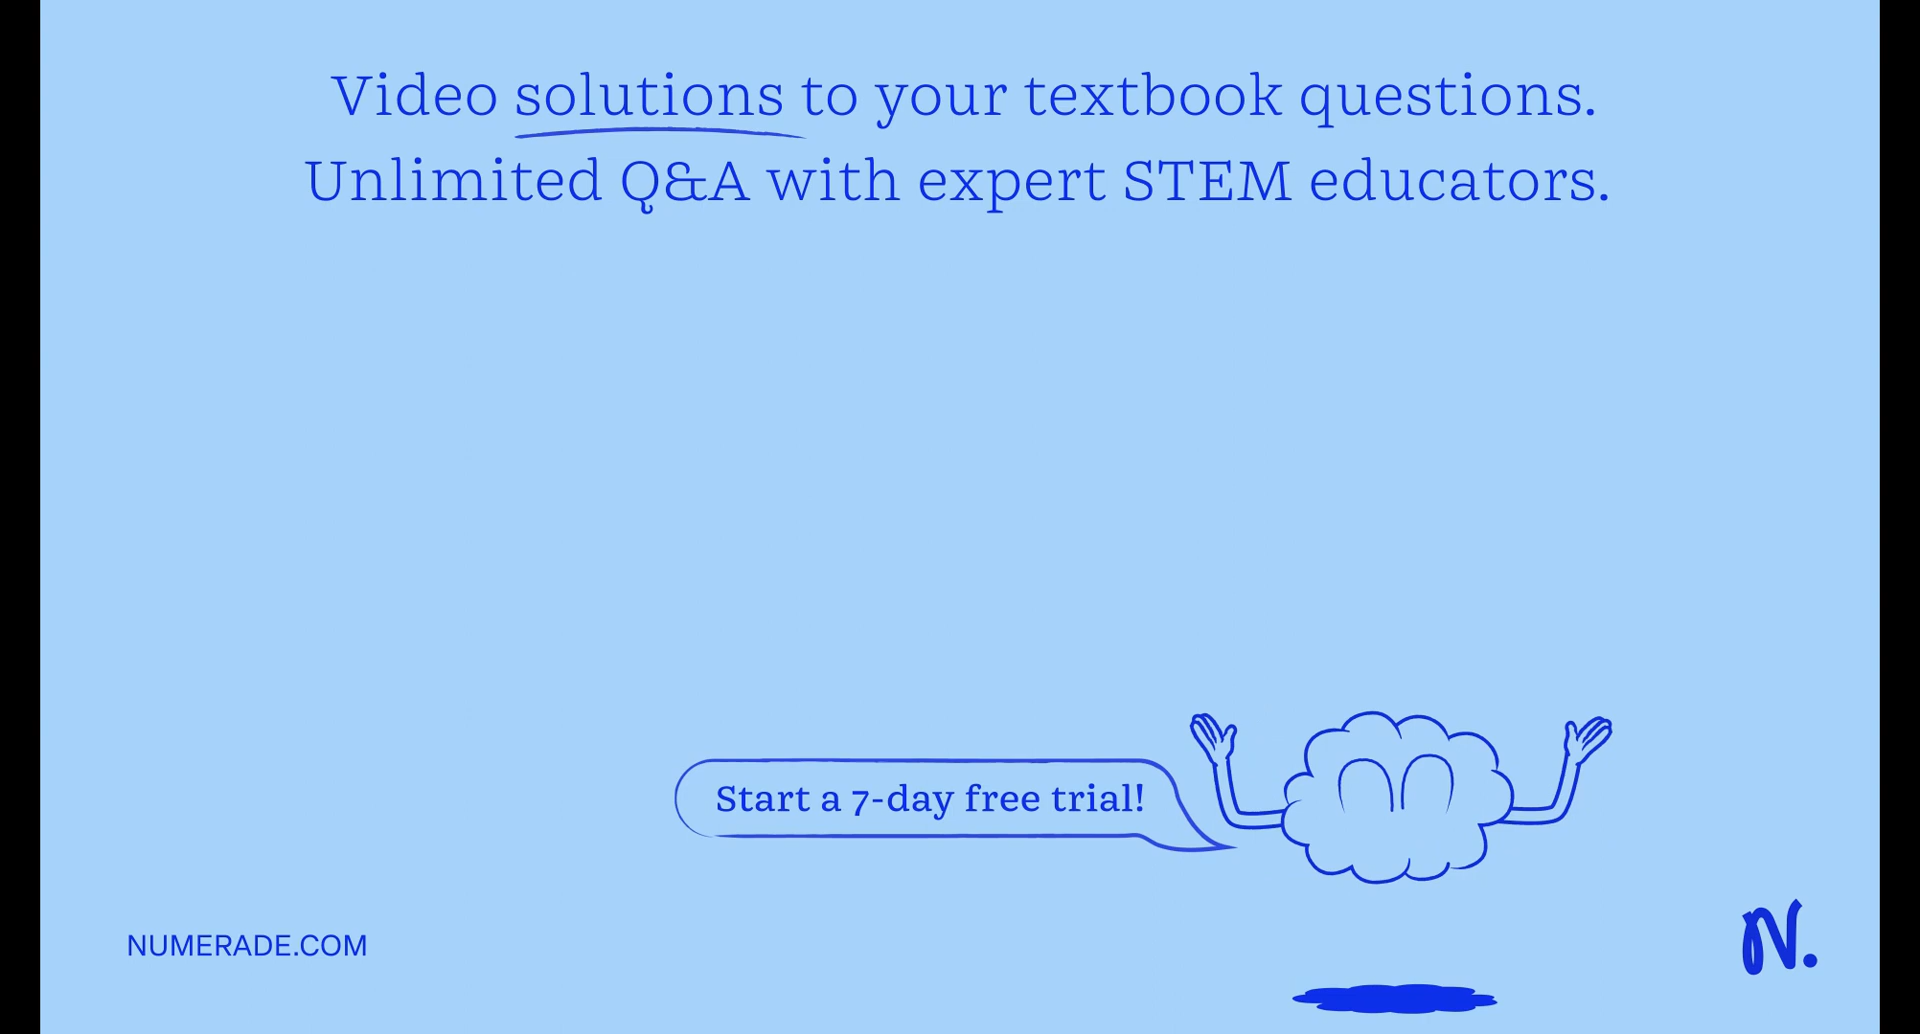 Video solutions to your textbook questions.
Unlimited Q&A with expert STEM educators.
Start a 7-day free trial!
NUMERADE.COM
N.